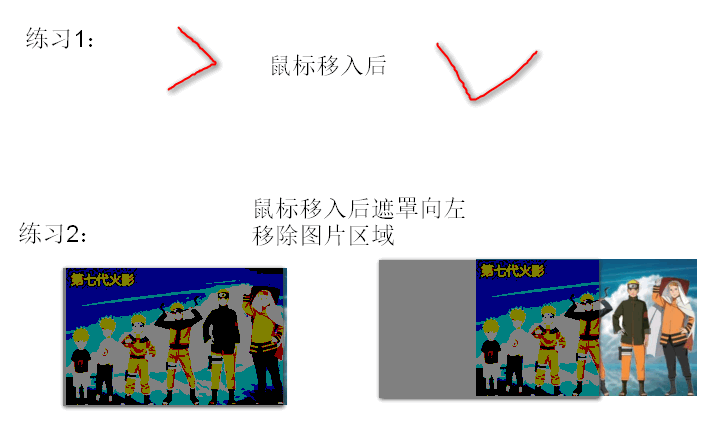 练习1：
鼠标移入后
鼠标移入后遮罩向左
移除图片区域
练习2：
第七代火影
第七代火影